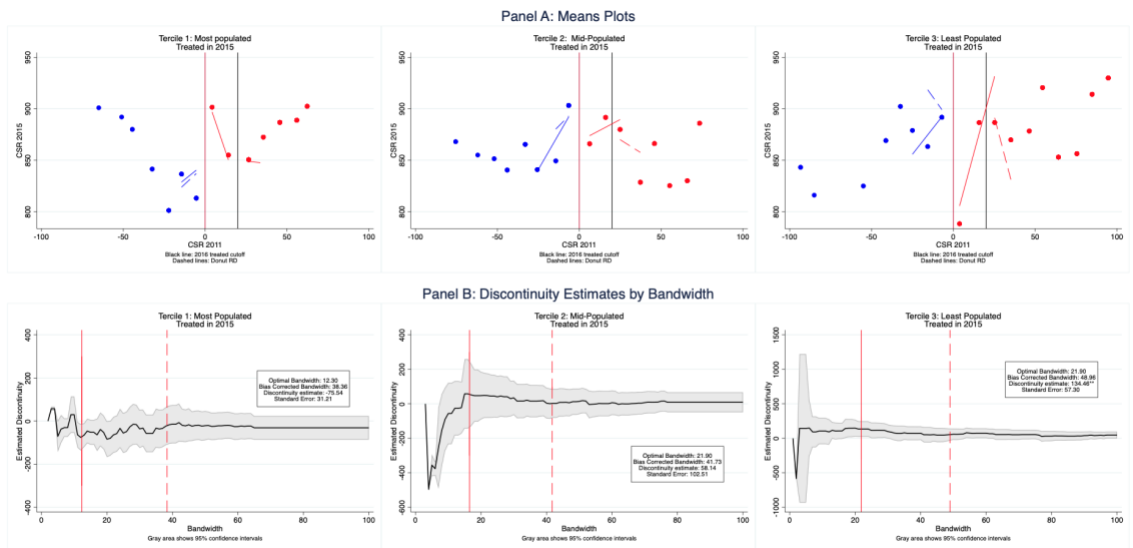 Panel A: Means Plots
Tercile 1: Most populated
Treated in 2015
CSR 2015
950
900
850
800
-100
-50
0
50
100
CSR 2011
Black line: 2016 treated cutoff
Dashed lines: Donut RD
Tercile 2: Mid-Populated
Treated in 2015
CSR 2015
950
900
850
800
-100
-50
0
50
100
CSR 2011
Black line: 2016 treated cutoff
Dashed lines: Donut RD
Tercile 3: Least Populated
Treated in 2015
CSR 2015
950
900
850
800
-100
-50
0
50
100
CSR 2011
Black line: 2016 treated cutoff
Dashed lines: Donut RD
Panel B: Discontinuity Estimates by Bandwidth
Tercile 1: Most Populated
Treated in 2015
Estimated Discontinuity
400
200
0
-200
-400
Optimal Bandwidth: 12.30
Bias Corrected Bandwidth: 38.36
Discontinuity estimate: -75.54
Standard Error: 31.21
0
20
40
60
80
100
Bandwidth
Gray area shows 95% confidence intervals
Tercile 2: Mid-Populated
Treated in 2015
Estimated Discontinuity
400
200
0
-200
-400
-600
Optimal Bandwidth: 21.90
Bias Corrected Bandwidth: 41.73
Discontinuity estimate: 58.14
Standard Error: 102.51
0
20
40
60
80
100
Bandwidth
Gray area shows 95% confidence intervals
Tercile 3: Least Populated
Treated in 2015
Estimated Discontinuity
1500
1000
500
0
-500
-1000
Optimal Bandwidth: 21.90
Bias Corrected Bandwidth: 48.96
Discontinuity estimate: 134.46**
Standard Error: 57.30
0
20
40
60
80
100
Bandwidth
Gray area shows 95% confidence intervals